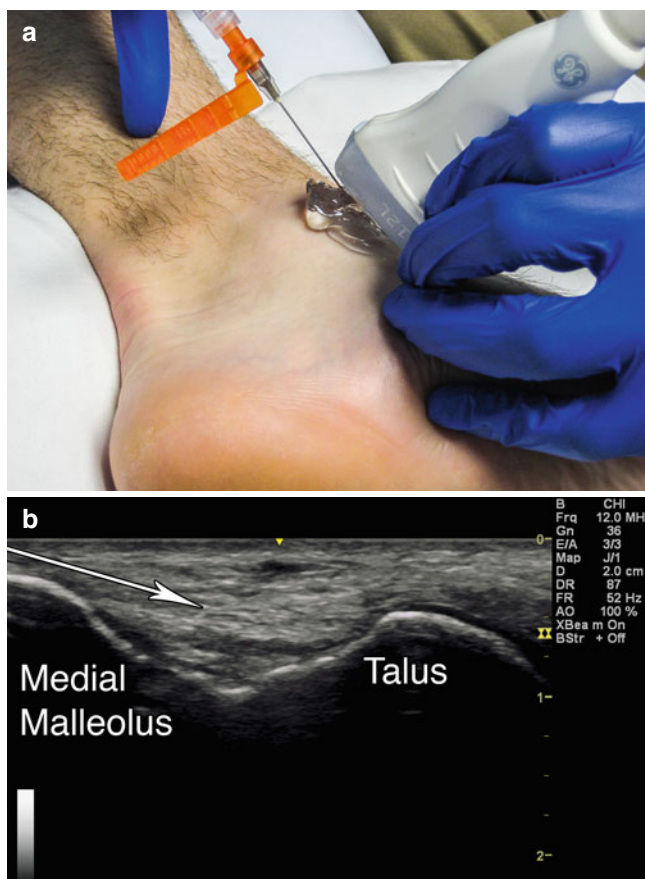 a
12L
b
B CHI
Frq 12.0 MH
Gn 36
E/A 3/3
Map J/1
D 2.0 cm
DR 87
FR 52 Hz
AO 100 %
XBea m On
BStr + Off
0
Medial
Malleolus
Talus
1
2